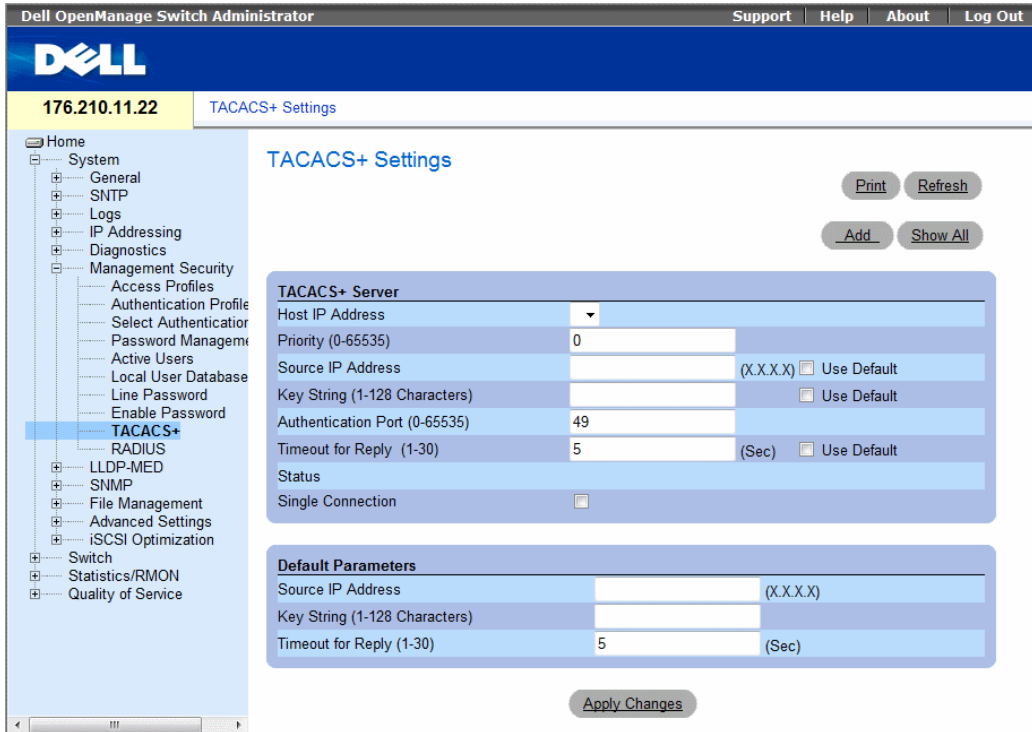 Dell OpenManage Switch Administrator Support Help About Log Out
DELL
176.210.11.22 TACACS+ Settings
Home
System
General
SNTP
Logs
IP Addressing
Diagnostics
Management Security
Access Profiles
Authentication Profile
Select Authentication
Password Manageme
Active Users
Local User Database
Line Password
Enable Password
TACACS+
RADIUS
LLDP-MED
SNMP
File Management
Advanced Settings
iSCSI Optimization
Switch
Statistics/RMON
Quality of Service
TACACS+ Settings
Print Refresh
Add Show All
TACACS+ Server
Host IP Address
Priority (0-65535) 0
Source IP Address (X.X.X.X) Use Default
Key String (1-128 Characters) Use Default
Authentication Port (0-65535) 49
Timeout for Reply (1-30) 5 (Sec) Use Default
Status
Single Connection
Default Parameters
Source IP Address (X.X.X.X)
Key String (1-128 Characters)
Timeout for Reply (1-30) 5 (Sec)
Apply Changes